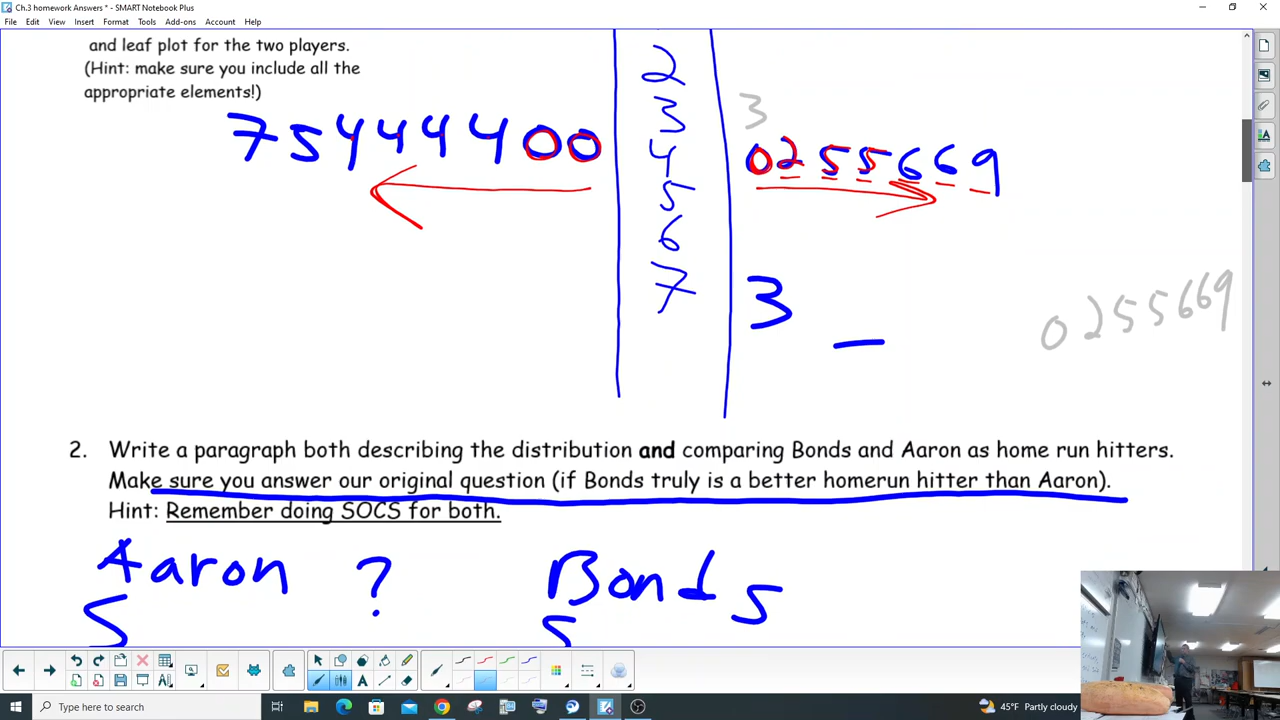 Ch.3 homework Answers * - SMART Notebook Plus
File Edit View Insert Format Tools Add-ons Account Help
and leaf plot for the two players.
(Hint: make sure you include all the
appropriate elements!)
2
3
3
7 5 4 4 4 4 0 0
4
0 2 5 5 6 6 9
5
6
7
3
0 2 5 5 6 6 9
2. Write a paragraph both describing the distribution and comparing Bonds and Aaron as home run hitters.
Make sure you answer our original question (if Bonds truly is a better homerun hitter than Aaron).
Hint: Remember doing SOCS for both.
Aaron ? Bonds
S S
Type here to search
45°F Partly cloudy